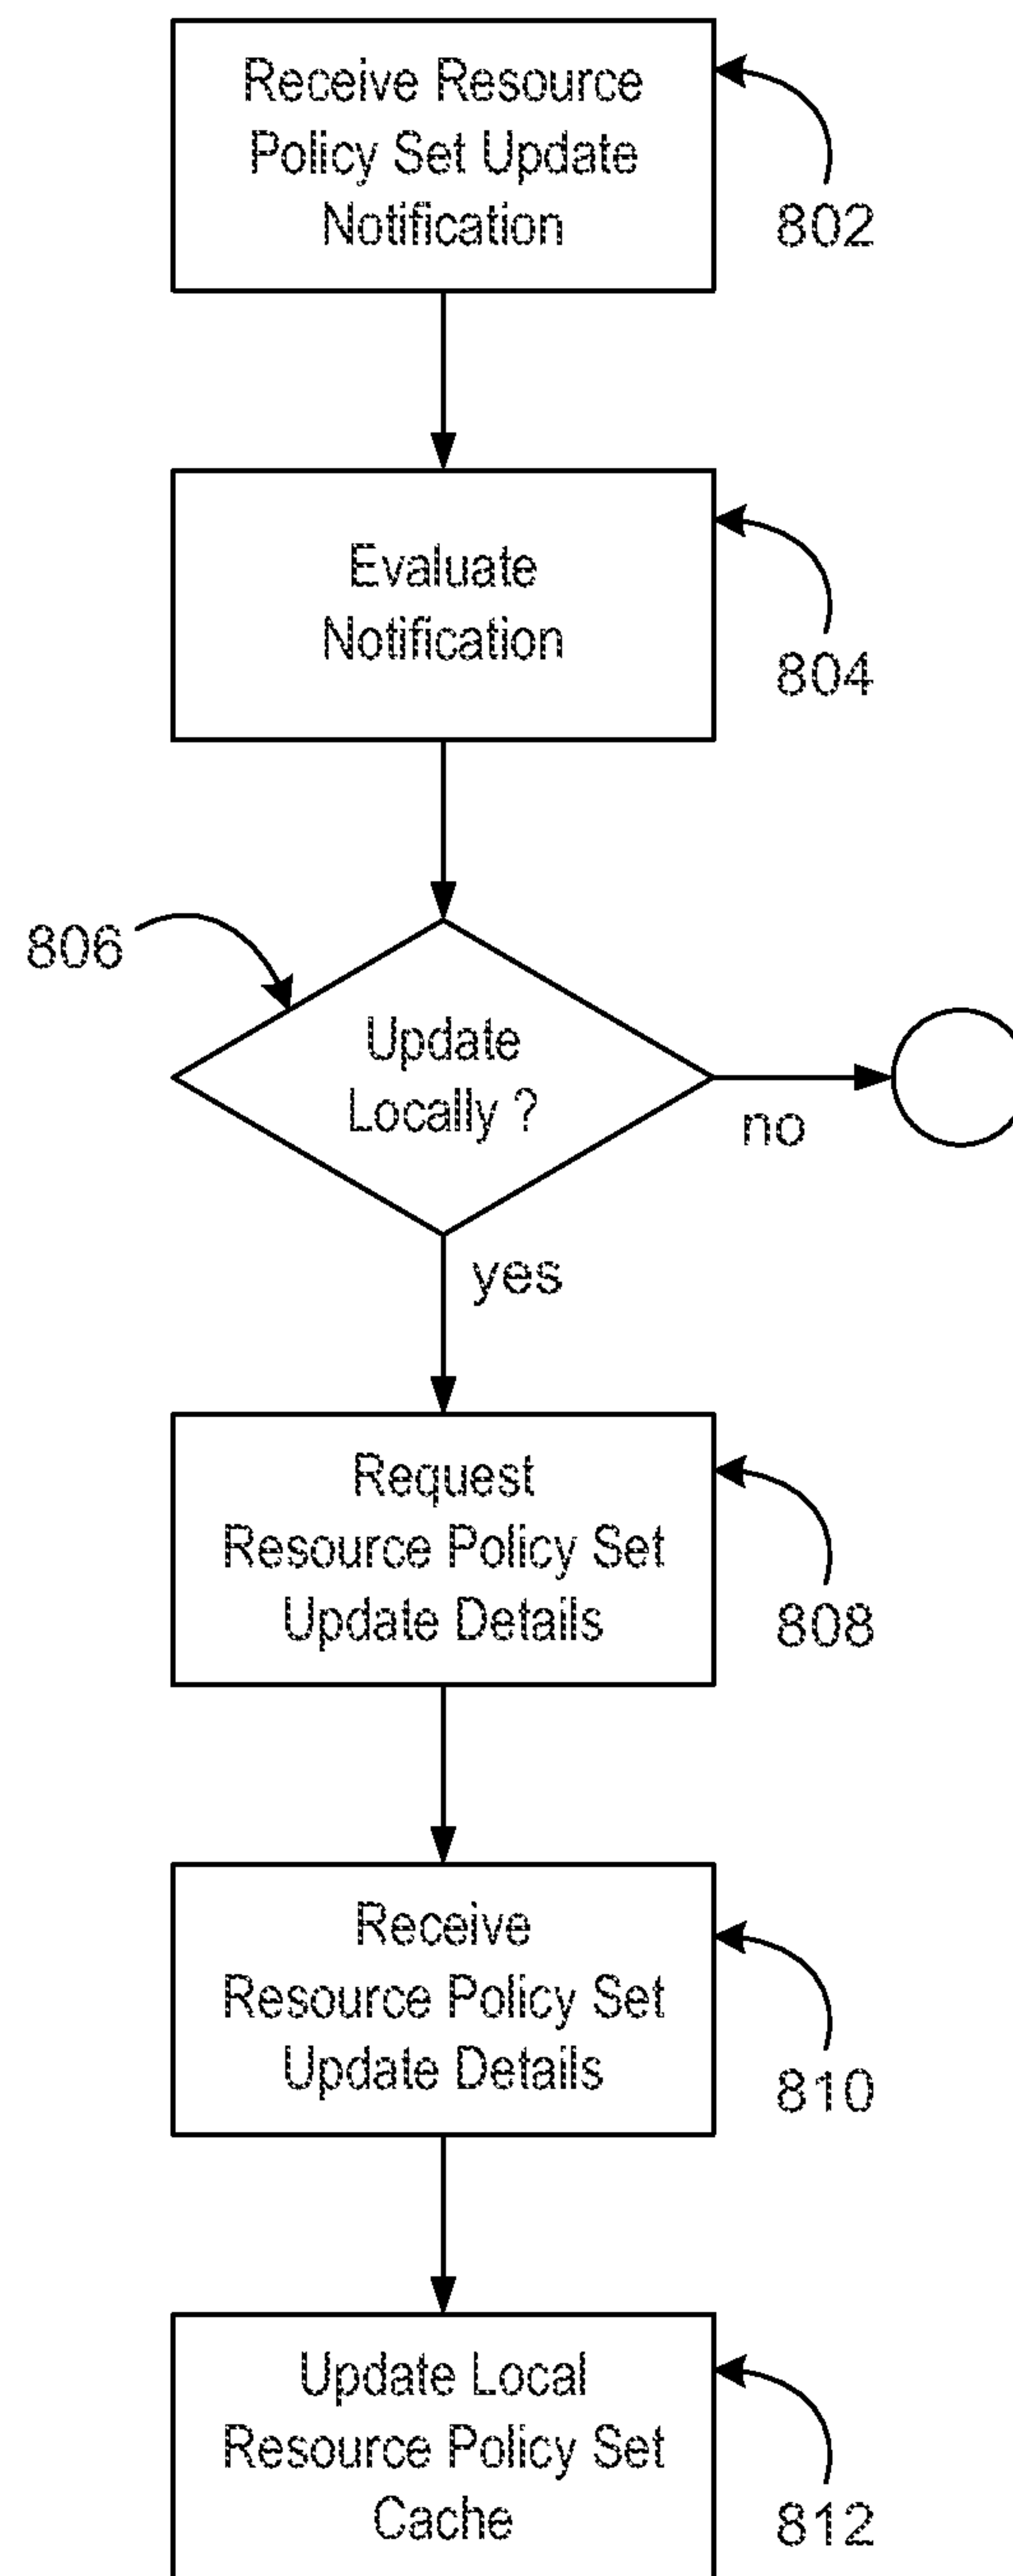 Receive Resource
Policy Set Update
Notification
802
Evaluate
Notification
804
806
Update
Locally ?
no
yes
Request
Resource Policy Set
Update Details
808
Receive
Resource Policy Set
Update Details
810
Update Local
Resource Policy Set
Cache
812